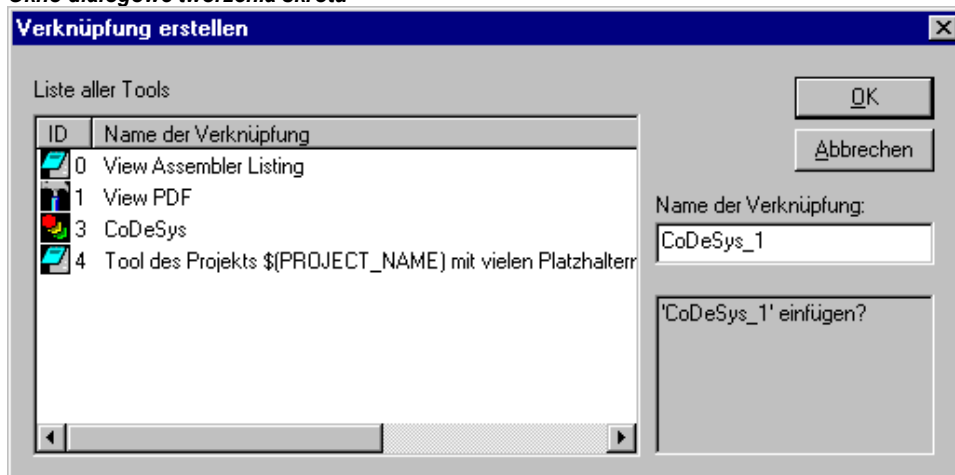 Okno dialogowe tworzenia skrótu
Verknüpfung erstellen
Liste aller Tools
OK
ID Name der Verknüpfung
Abbrechen
0 View Assembler Listing
1 View PDF
Name der Verknüpfung:
3 CoDeSys
CoDeSys_1
4 Tool des Projekts $(PROJECT_NAME) mit vielen Platzhaltern
'CoDeSys_1' einfügen?